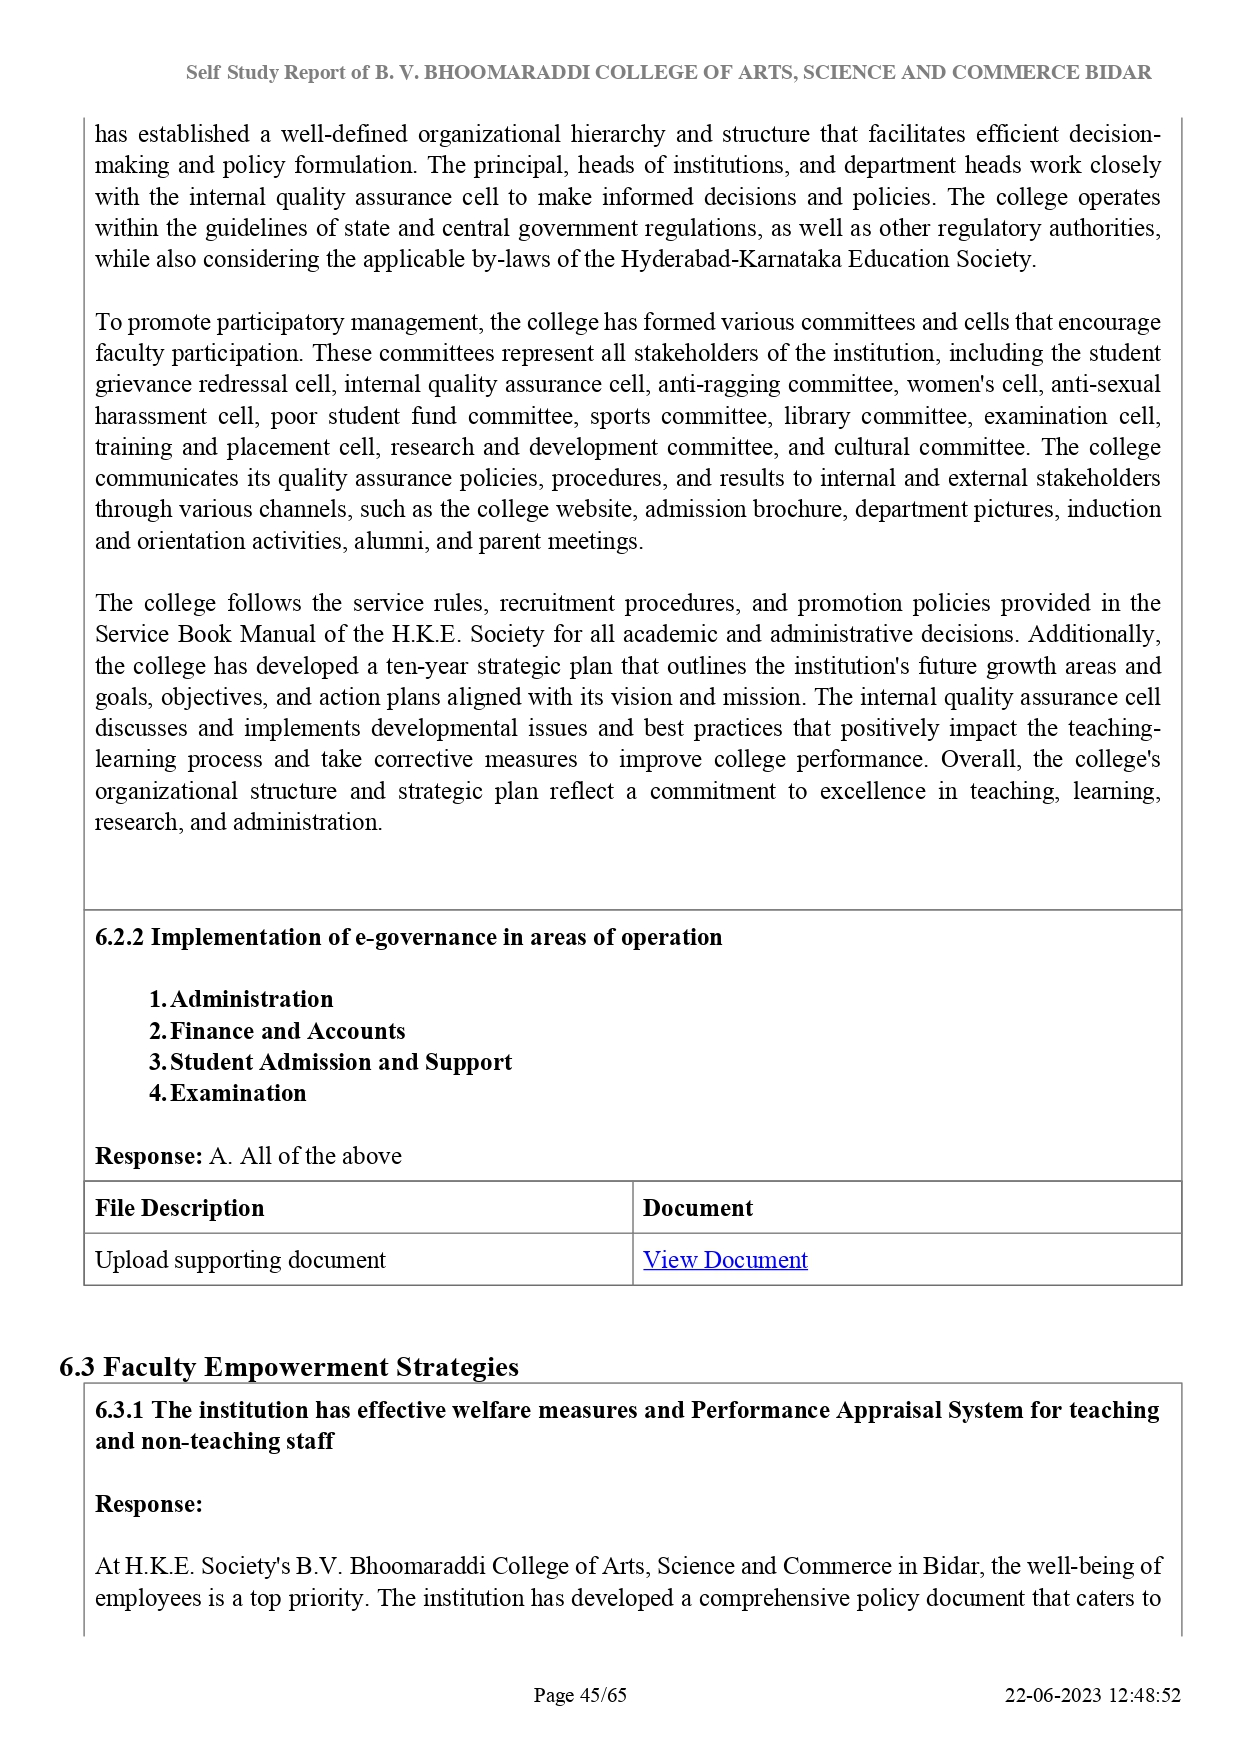 Self Study Report of B. V. BHOOMARADDI COLLEGE OF ARTS, SCIENCE AND COMMERCE BIDAR
has established a well-defined organizational hierarchy and structure that facilitates efficient decision-
making and policy formulation. The principal, heads of institutions, and department heads work closely
with the internal quality assurance cell to make informed decisions and policies. The college operates
within the guidelines of state and central government regulations, as well as other regulatory authorities,
while also considering the applicable by-laws of the Hyderabad-Karnataka Education Society.
To promote participatory management, the college has formed various committees and cells that encourage
faculty participation. These committees represent all stakeholders of the institution, including the student
grievance redressal cell, internal quality assurance cell, anti-ragging committee, women's cell, anti-sexual
harassment cell, poor student fund committee, sports committee, library committee, examination cell,
training and placement cell, research and development committee, and cultural committee. The college
communicates its quality assurance policies, procedures, and results to internal and external stakeholders
through various channels, such as the college website, admission brochure, department pictures, induction
and orientation activities, alumni, and parent meetings.
The college follows the service rules, recruitment procedures, and promotion policies provided in the
Service Book Manual of the H.K.E. Society for all academic and administrative decisions. Additionally,
the college has developed a ten-year strategic plan that outlines the institution's future growth areas and
goals, objectives, and action plans aligned with its vision and mission. The internal quality assurance cell
discusses and implements developmental issues and best practices that positively impact the teaching-
learning process and take corrective measures to improve college performance. Overall, the college's
organizational structure and strategic plan reflect a commitment to excellence in teaching, learning,
research, and administration.
6.2.2 Implementation of e-governance in areas of operation
1. Administration
2. Finance and Accounts
3. Student Admission and Support
4. Examination
Response: A. All of the above
File Description Document
Upload supporting document View Document
6.3 Faculty Empowerment Strategies
6.3.1 The institution has effective welfare measures and Performance Appraisal System for teaching
and non-teaching staff
Response:
At H.K.E. Society's B.V. Bhoomaraddi College of Arts, Science and Commerce in Bidar, the well-being of
employees is a top priority. The institution has developed a comprehensive policy document that caters to
Page 45/65 22-06-2023 12:48:52